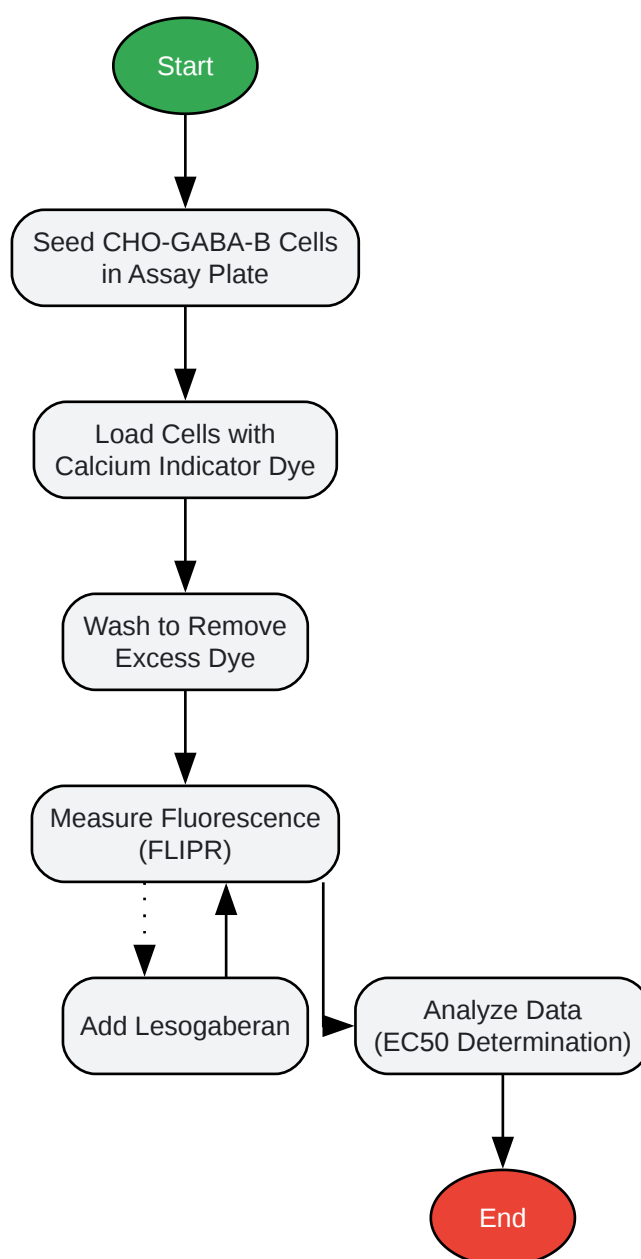 Start
Seed CHO-GABA-B Cells
in Assay Plate
Load Cells with
Calcium Indicator Dye
Wash to Remove
Excess Dye
Measure Fluorescence
(FLIPR)
Add Lesogaberan
Analyze Data
(EC50 Determination)
End